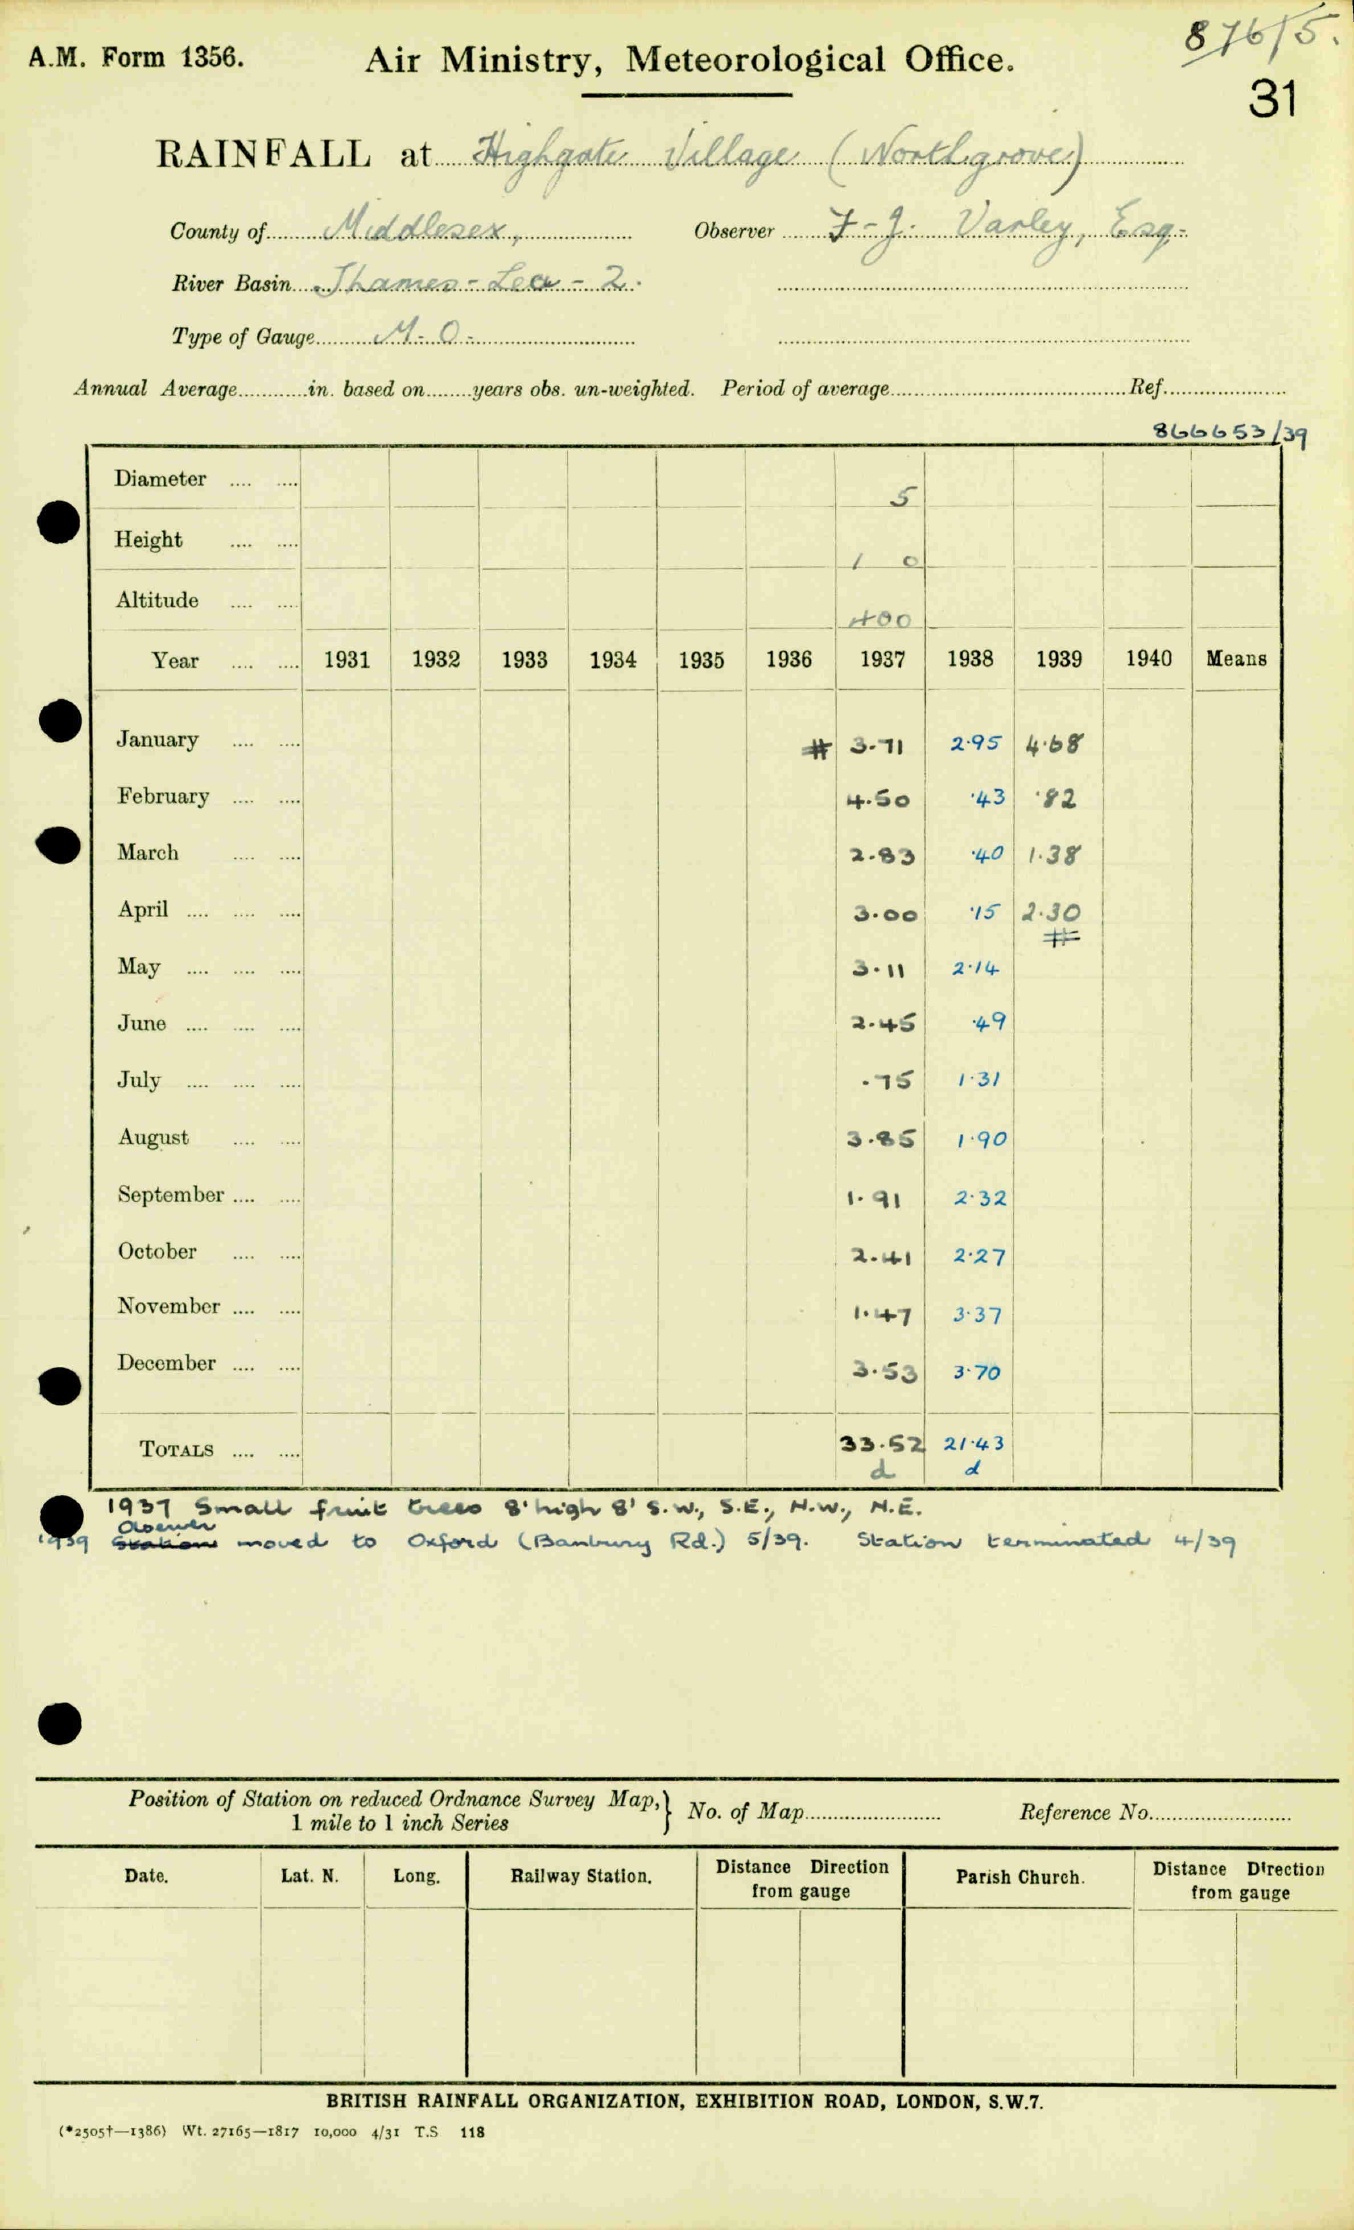 876/5.
A.M. Form 1356. Air Ministry, Meteorological Office.
31
RAINFALL at Highgate Village (Northgrove)
County of Middlesex, Observer F-J. Varley, Esq.
River Basin Thames-Lea-2.
Type of Gauge M.O.
Annual Average in. based on years obs. un-weighted. Period of average Ref.
866653/39
Diameter .... .... 5
Height .... .... 1 0
Altitude .... .... 400
Year .... .... 1931 1932 1933 1934 1935 1936 1937 1938 1939 1940 Means
January .... .... # 3.71 2.95 4.68
February .... .... 4.50 .43 .82
March .... .... 2.83 .40 1.38
April .... .... .... 3.00 .15 2.30
#
May .... .... .... 3.11 2.14
June .... .... .... 2.45 .49
July .... .... .... .75 1.31
August .... .... 3.85 1.90
September .... .... 1.91 2.32
October .... .... 2.41 2.27
November .... .... 1.47 3.37
December .... .... 3.53 3.70
TOTALS .... .... 33.52 21.43
d d
1937 Small fruit trees 8' high 8' S.W., S.E., N.W., N.E.
Observer
1939 Station moved to Oxford (Banbury Rd.) 5/39. Station terminated 4/39
Position of Station on reduced Ordnance Survey Map, } No. of Map Reference No.
1 mile to 1 inch Series
Date. Lat. N. Long. Railway Station. Distance Direction from gauge Parish Church. Distance Direction from gauge
BRITISH RAINFALL ORGANIZATION, EXHIBITION ROAD, LONDON, S.W.7.
(*2505†—1386) Wt. 27165—1817 10,000 4/31 T.S 118